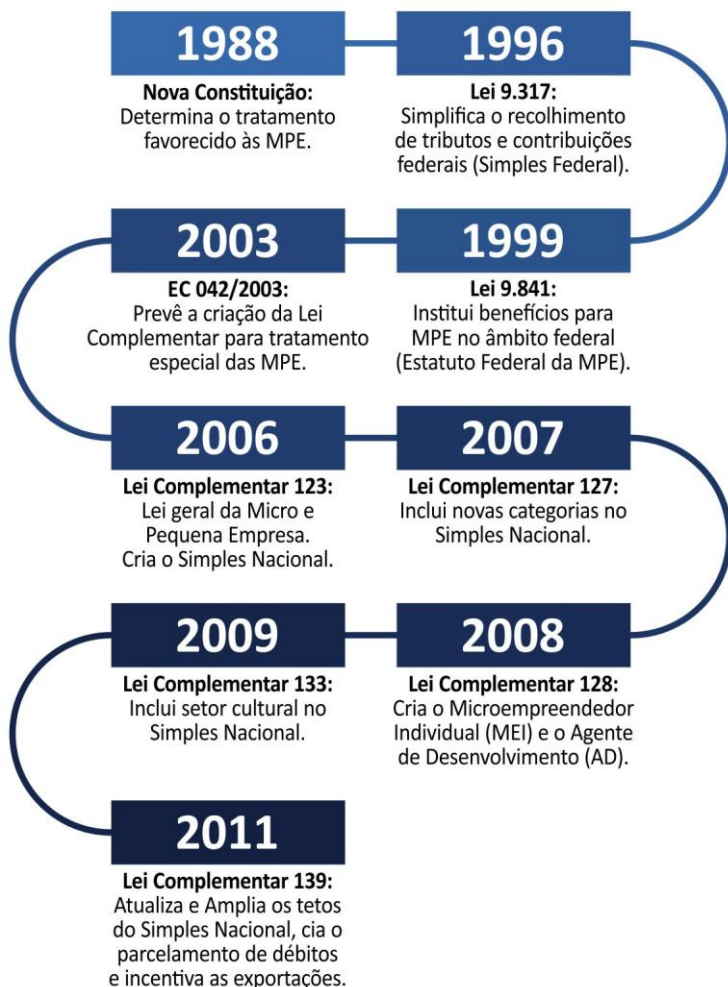 1988
Nova Constituição:
Determina o tratamento
favorecido às MPE.
1996
Lei 9.317:
Simplifica o recolhimento
de tributos e contribuições
federais (Simples Federal).
1999
Lei 9.841:
Institui benefícios para
MPE no âmbito federal
(Estatuto Federal da MPE).
2003
EC 042/2003:
Prevê a criação da Lei
Complementar para tratamento
especial das MPE.
2006
Lei Complementar 123:
Lei geral da Micro e
Pequena Empresa.
Cria o Simples Nacional.
2007
Lei Complementar 127:
Inclui novas categorias no
Simples Nacional.
2008
Lei Complementar 128:
Cria o Microempreendedor
Individual (MEI) e o Agente
de Desenvolvimento (AD).
2009
Lei Complementar 133:
Inclui setor cultural no
Simples Nacional.
2011
Lei Complementar 139:
Atualiza e Amplia os tetos
do Simples Nacional, cia o
parcelamento de débitos
e incentiva as exportações.